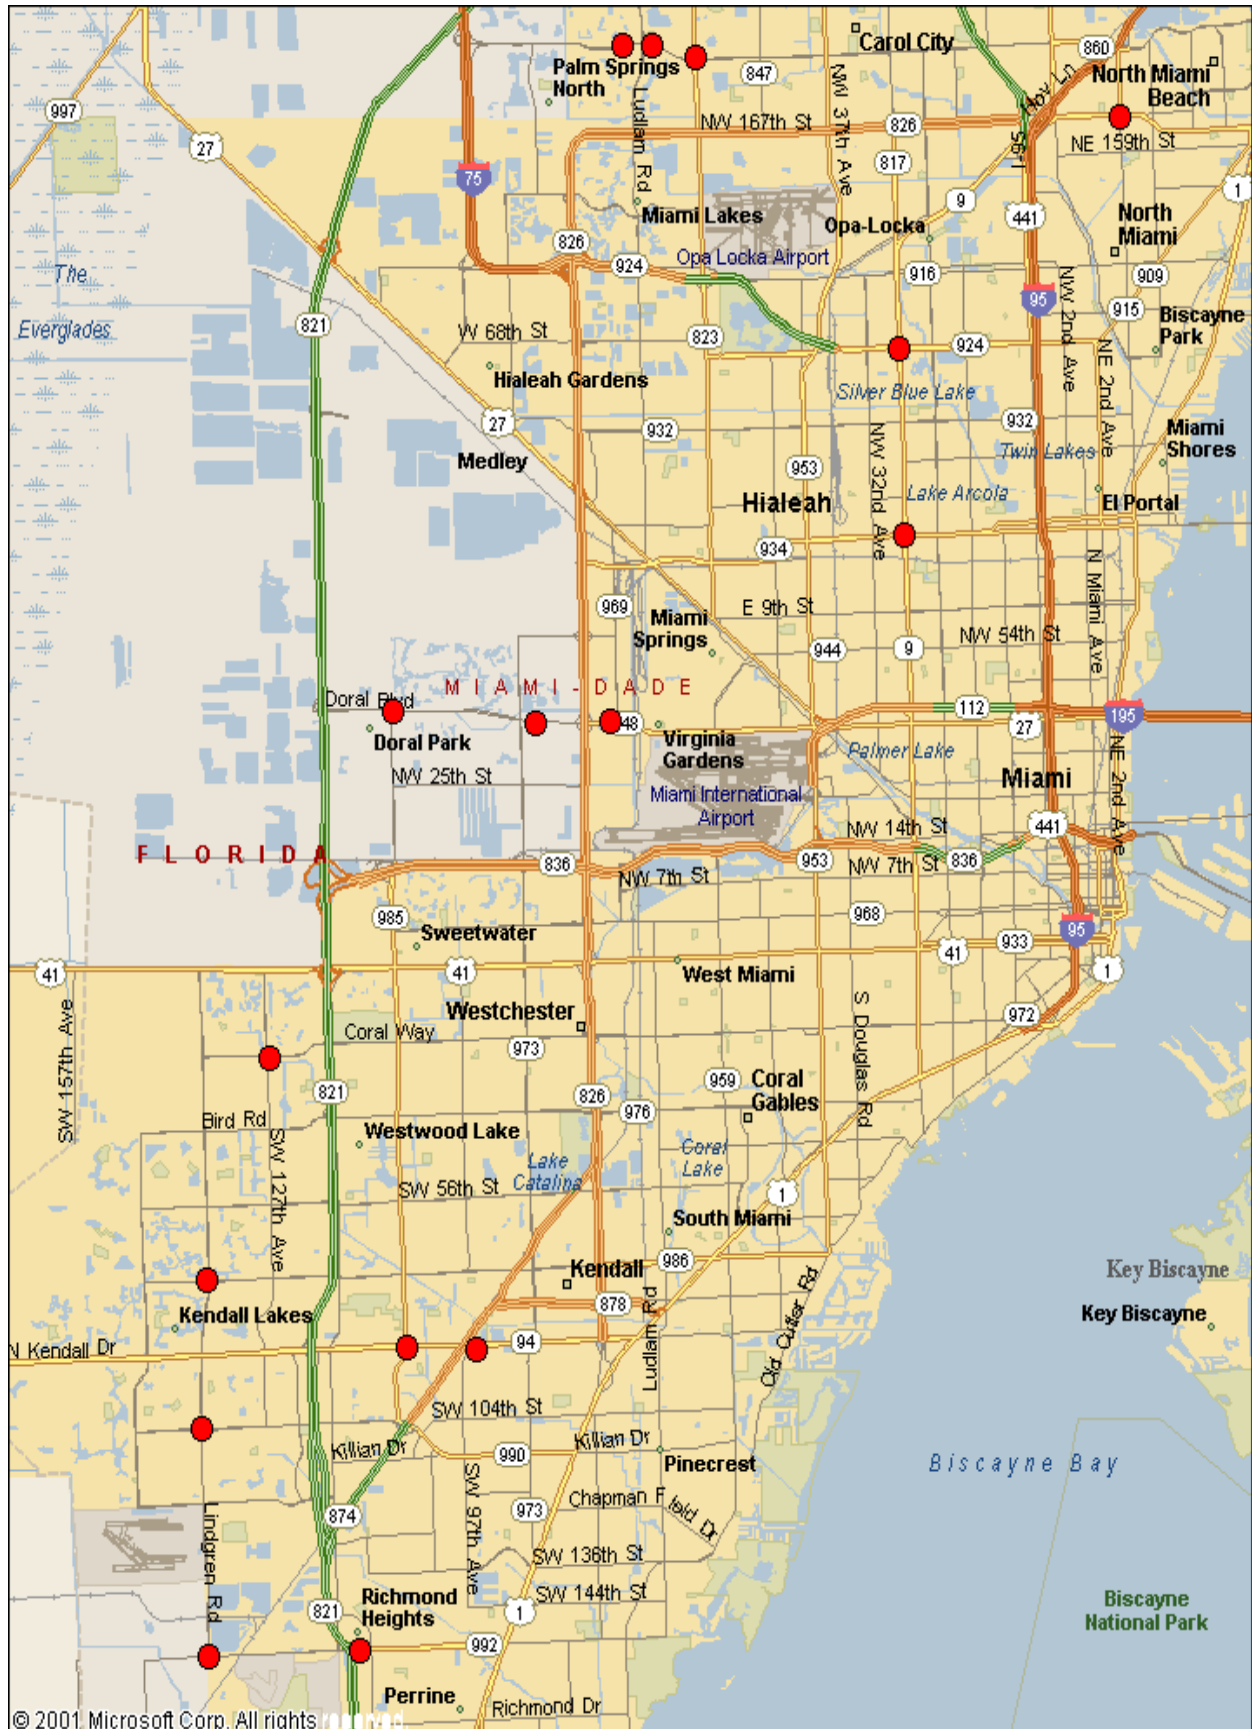 Carol City
860
Palm Springs
North
847
North Miami
Beach
Hoy Ln
997
27
Ludlam Rd
NW 167th St
NW 37th Ave
826
817
I-95
NE 159th St
75
1
Miami Lakes
9
441
North
Miami
Opa-Locka
826
924
Opa Locka Airport
916
909
The
Everglades
95
NW 2nd Ave
915
Biscayne
Park
821
W 68th St
823
924
NE 2nd Ave
Hialeah Gardens
Silver Blue Lake
27
932
NW 32nd Ave
932
Miami
Shores
Twin Lakes
Medley
953
Hialeah
Lake Arcola
El Portal
934
N Miami Ave
969
Miami
Springs
E 9th St
NW 54th St
944
9
MIAMI-DADE
Doral Blvd
48
112
195
27
Doral Park
Virginia
Gardens
Palmer Lake
NE 2nd Ave
NW 25th St
Miami
Miami International
Airport
NW 14th St
441
FLORIDA
836
NW 7th St
953
NW 7th St
836
985
968
Sweetwater
95
933
41
41
41
West Miami
1
SW 157th Ave
Westchester
Coral Way
S Douglas Rd
972
973
821
826
959
Coral
Gables
976
Bird Rd
Westwood Lake
SW 127th Ave
Lake
Catalina
Coral
Lake
SW 56th St
1
South Miami
986
Kendall
Key Biscayne
Kendall Lakes
878
Ludlam Rd
Old Cutler Rd
Key Biscayne
N Kendall Dr
94
SW 104th St
Killian Dr
990
Killian Dr
Pinecrest
Biscayne Bay
Lindgren Rd
874
SW 97th Ave
973
Chapman Field Dr
SW 136th St
SW 144th St
Richmond
Heights
821
1
Biscayne
National Park
992
Perrine
Richmond Dr
© 2001 Microsoft Corp. All rights reserved.